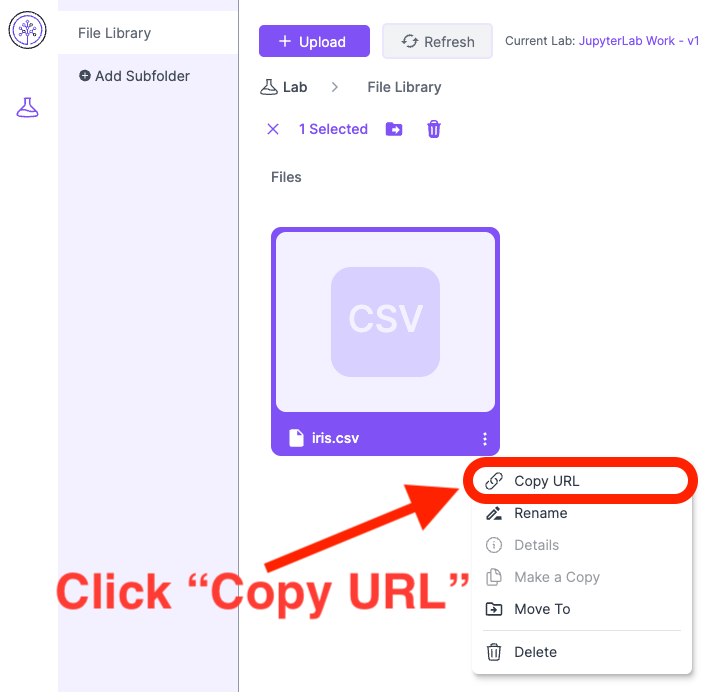 File Library
Add Subfolder
Upload
Refresh
Current Lab: JupyterLab Work - v1
Lab
File Library
1 Selected
Files
CSV
iris.csv
Copy URL
Rename
Details
Make a Copy
Move To
Delete
Click “Copy URL”